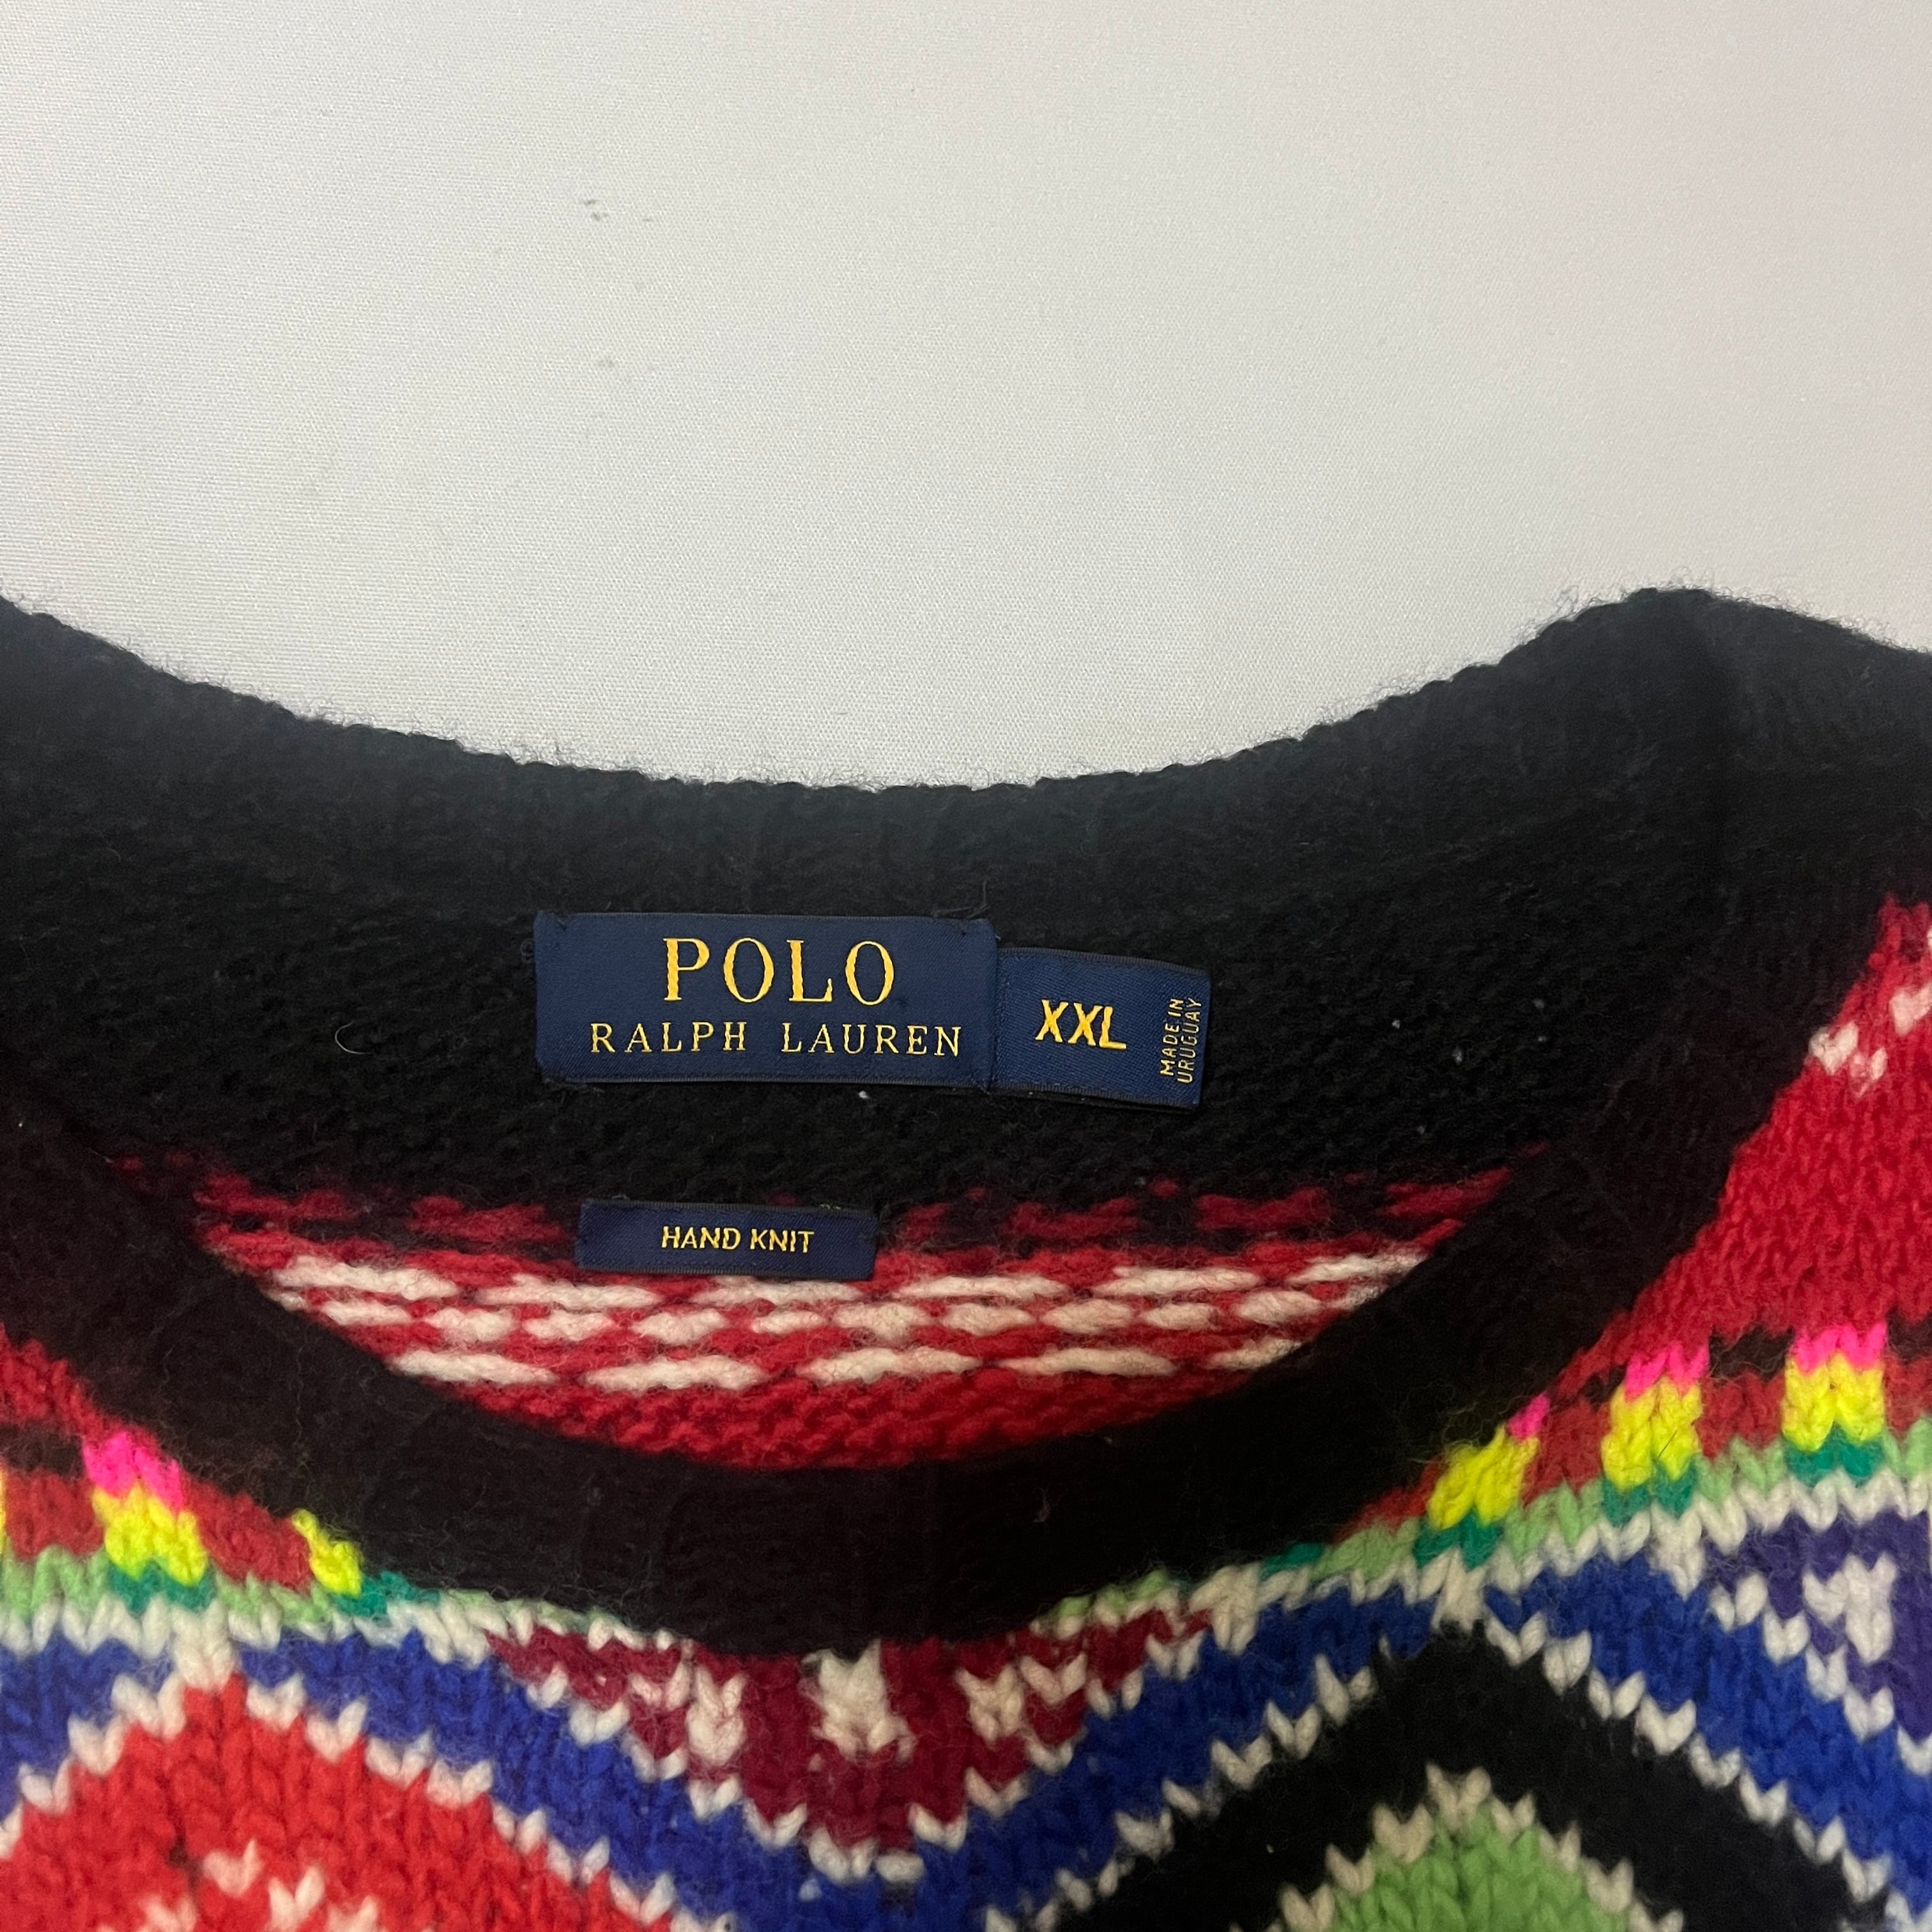 POLO
RALPH LAUREN
XXL
MADE IN
URUGUAY
HAND KNIT